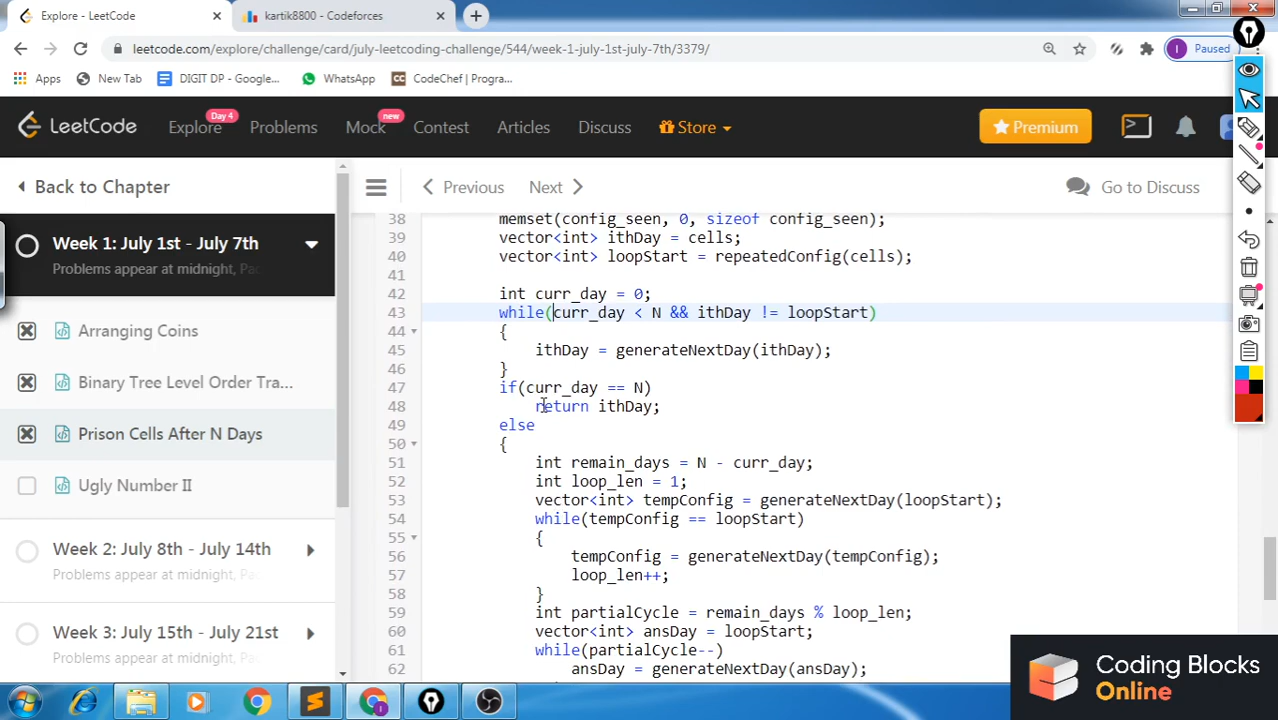 Explore - LeetCode
kartik8800 - Codeforces
leetcode.com/explore/challenge/card/july-leetcoding-challenge/544/week-1-july-1st-july-7th/3379/
I Paused
Apps New Tab DIGIT DP - Google... WhatsApp CC CodeChef | Progra...
LeetCode Explore Day 4 Problems Mock new Contest Articles Discuss Store Premium
Back to Chapter
Previous Next Go to Discuss
Week 1: July 1st - July 7th
Problems appear at midnight, Pac
Arranging Coins
Binary Tree Level Order Tra...
Prison Cells After N Days
Ugly Number II
Week 2: July 8th - July 14th
Problems appear at midnight, Pa
Week 3: July 15th - July 21st
Problems appear at midnight, Pa
38 memset(config_seen, 0, sizeof config_seen);
39 vector<int> ithDay = cells;
40 vector<int> loopStart = repeatedConfig(cells);
41
42 int curr_day = 0;
43 while(curr_day < N && ithDay != loopStart)
44 {
45 ithDay = generateNextDay(ithDay);
46 }
47 if(curr_day == N)
48 return ithDay;
49 else
50 {
51 int remain_days = N - curr_day;
52 int loop_len = 1;
53 vector<int> tempConfig = generateNextDay(loopStart);
54 while(tempConfig == loopStart)
55 {
56 tempConfig = generateNextDay(tempConfig);
57 loop_len++;
58 }
59 int partialCycle = remain_days % loop_len;
60 vector<int> ansDay = loopStart;
61 while(partialCycle--)
62 ansDay = generateNextDay(ansDay);
Coding Blocks
Online